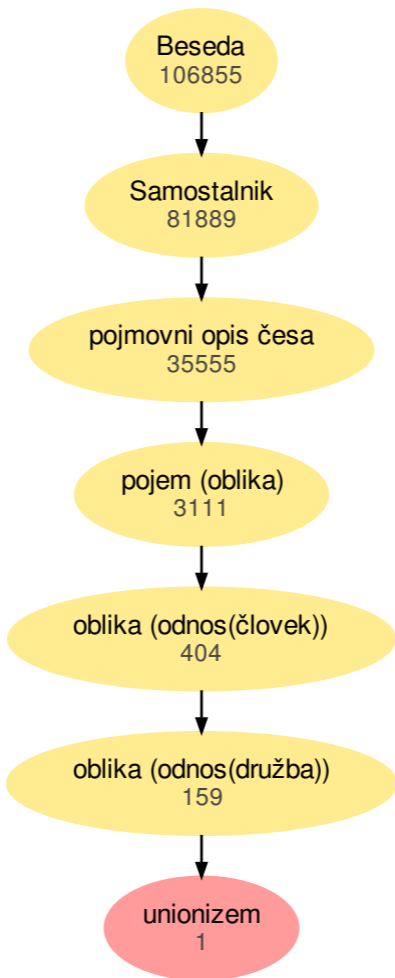 Beseda
106855
Samostalnik
81889
pojmovni opis česa
35555
pojem (oblika)
3111
oblika (odnos(človek))
404
oblika (odnos(družba))
159
unionizem
1